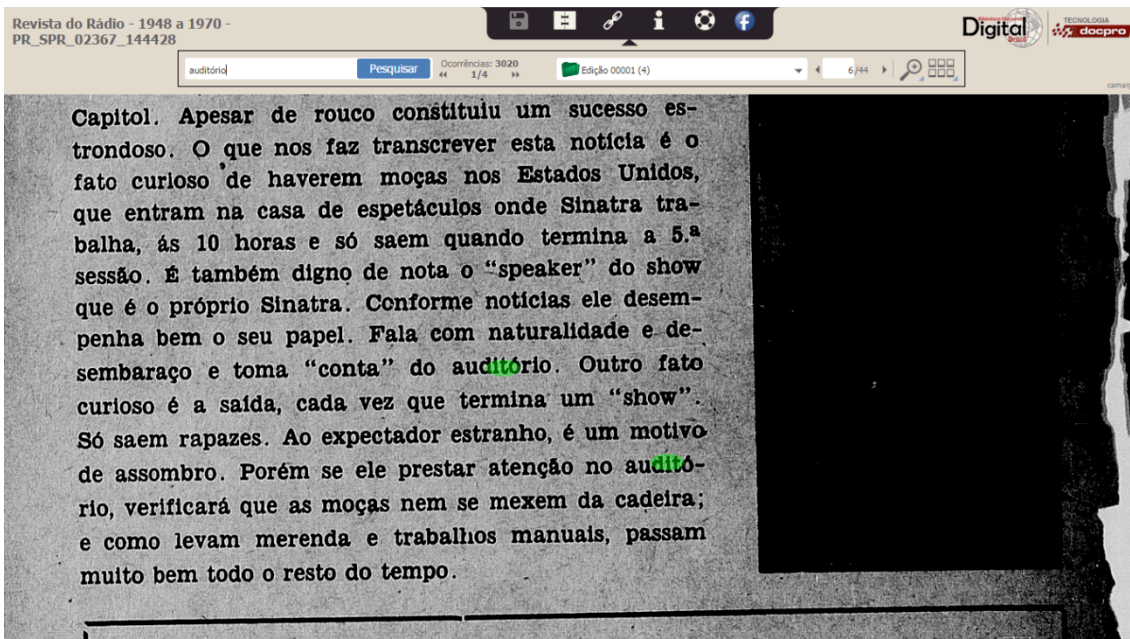 Revista do Rádio - 1948 a 1970 -
PR_SPR_02367_144428
Digital
TECNOLOGIA
docpro
auditório
Pesquisar
Ocorrências: 3020
1/4
Edição 00001 (4)
6/44
Capitol. Apesar de rouco constituiu um sucesso es-
trondoso. O que nos faz transcrever esta notícia é o
fato curioso de haverem moças nos Estados Unidos,
que entram na casa de espetáculos onde Sinatra tra-
balha, ás 10 horas e só saem quando termina a 5.ª
sessão. É também digno de nota o “speaker” do show
que é o próprio Sinatra. Conforme notícias ele desem-
penha bem o seu papel. Fala com naturalidade e de-
sembaraço e toma “conta” do auditório. Outro fato
curioso é a saída, cada vez que termina um “show”.
Só saem rapazes. Ao expectador estranho, é um motivo
de assombro. Porém se ele prestar atenção no auditó-
rio, verificará que as moças nem se mexem da cadeira;
e como levam merenda e trabalhos manuais, passam
muito bem todo o resto do tempo.